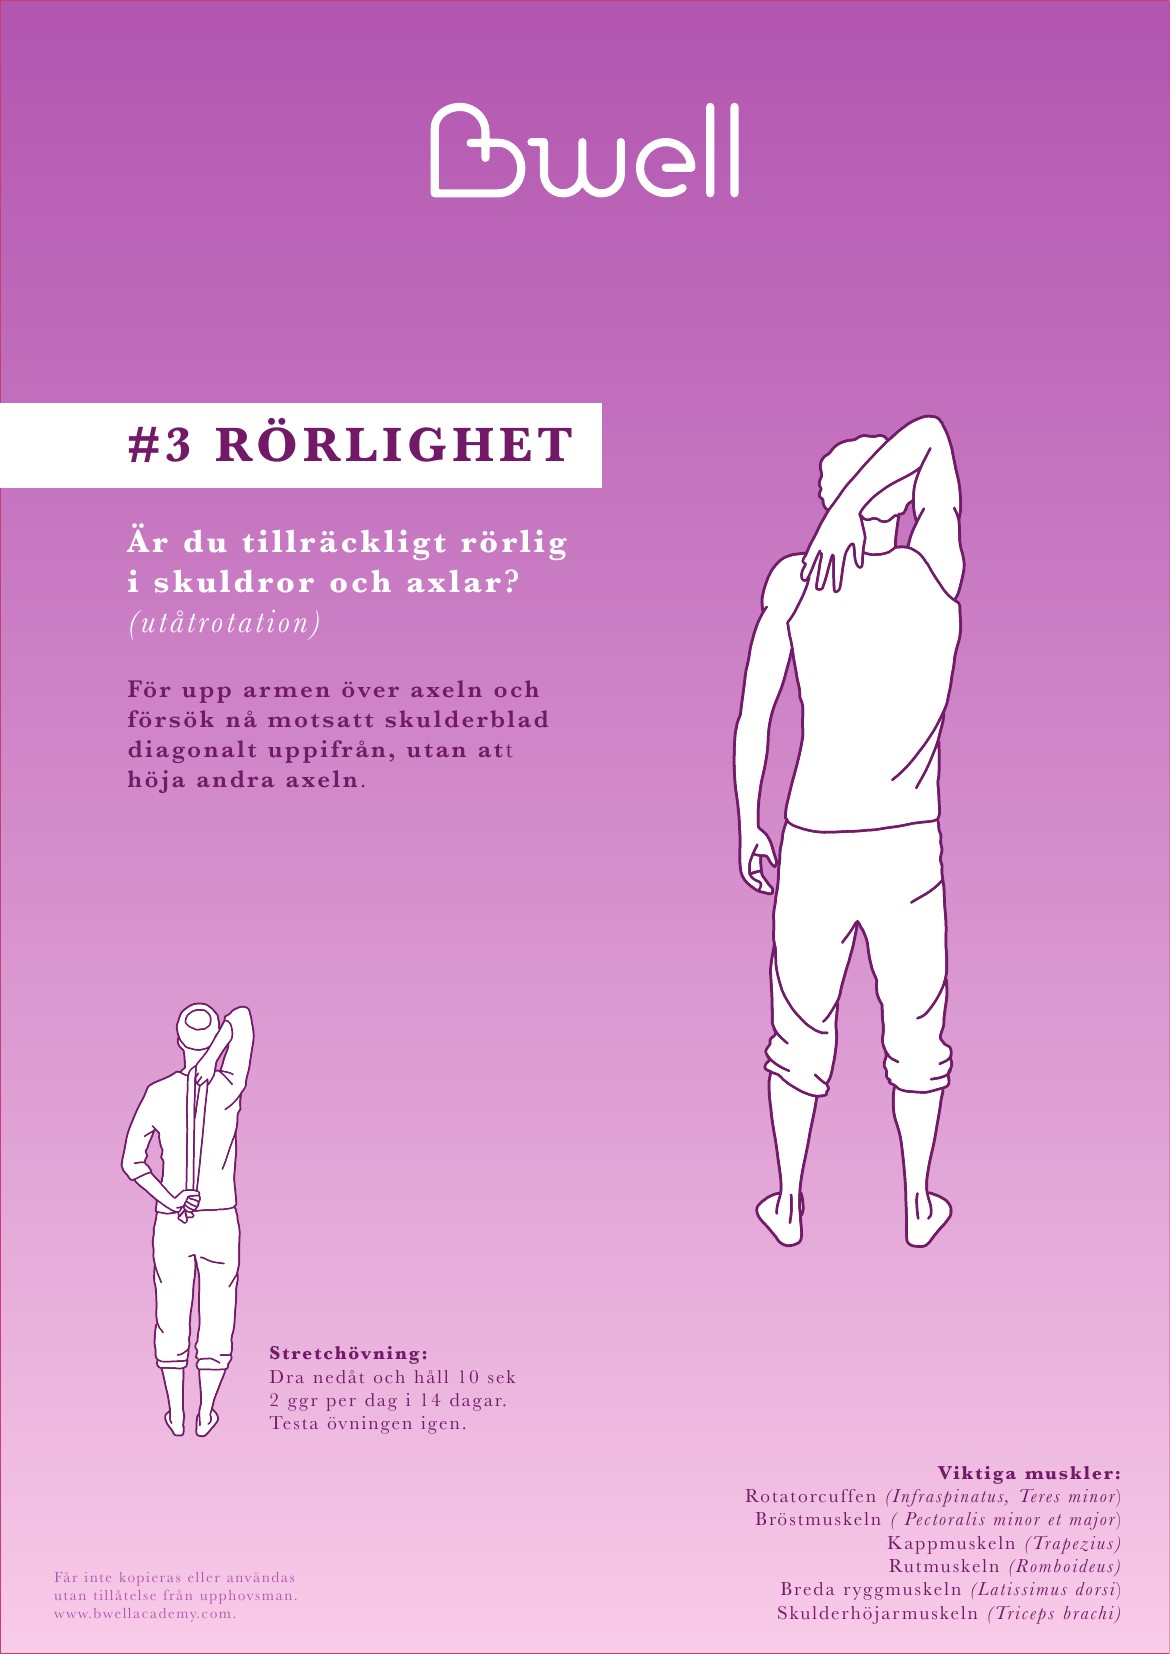 Bwell
#3 RÖRLIGHET
Är du tillräckligt rörlig
i skuldror och axlar?
(utåtrotation)
För upp armen över axeln och
försök nå motsatt skulderblad
diagonalt uppifrån, utan att
höja andra axeln.
Stretchövning:
Dra nedåt och håll 10 sek
2 ggr per dag i 14 dagar.
Testa övningen igen.
Viktiga muskler:
Rotatorcuffen (Infraspinatus, Teres minor)
Bröstmuskeln ( Pectoralis minor et major)
Kappmuskeln (Trapezius)
Rutmuskeln (Romboideus)
Breda ryggmuskeln (Latissimus dorsi)
Skulderhöjarmuskeln (Triceps brachi)
Får inte kopieras eller användas
utan tillåtelse från upphovsman.
www.bwellacademy.com.